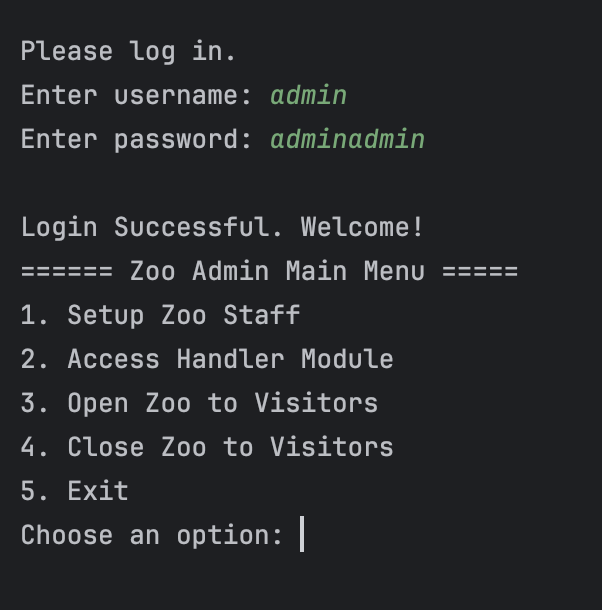 Please log in.
Enter username: admin
Enter password: adminadmin
Login Successful. Welcome!
====== Zoo Admin Main Menu =====
1. Setup Zoo Staff
2. Access Handler Module
3. Open Zoo to Visitors
4. Close Zoo to Visitors
5. Exit
Choose an option: